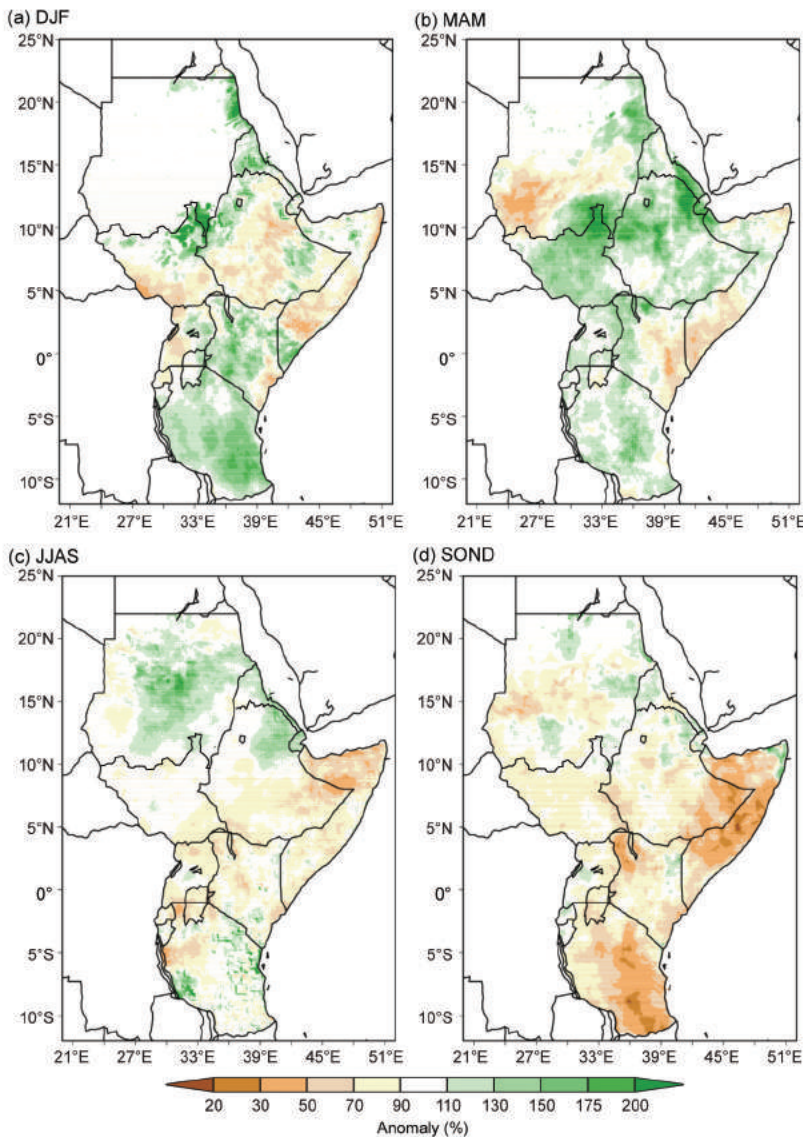 (a) DJF
(b) MAM
25°N
20°N
15°N
10°N
5°N
0°
5°S
10°S
21°E 27°E 33°E 39°E 45°E 51°E
25°N
20°N
15°N
10°N
5°N
0°
5°S
10°S
21°E 27°E 33°E 39°E 45°E 51°E
(c) JJAS
(d) SOND
25°N
20°N
15°N
10°N
5°N
0°
5°S
10°S
21°E 27°E 33°E 39°E 45°E 51°E
25°N
20°N
15°N
10°N
5°N
0°
5°S
10°S
21°E 27°E 33°E 39°E 45°E 51°E
20 30 50 70 90 110 130 150 175 200
Anomaly (%)